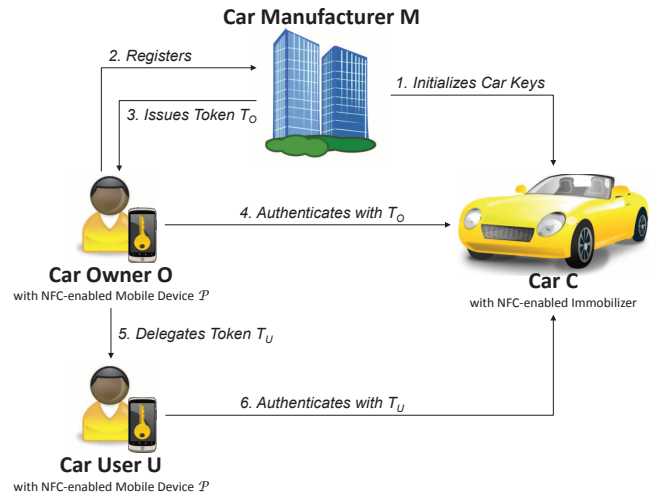 Car Manufacturer M
2. Registers
1. Initializes Car Keys
3. Issues Token T_O
4. Authenticates with T_O
Car Owner O
with NFC-enabled Mobile Device 𝒫
Car C
with NFC-enabled Immobilizer
5. Delegates Token T_U
6. Authenticates with T_U
Car User U
with NFC-enabled Mobile Device 𝒫